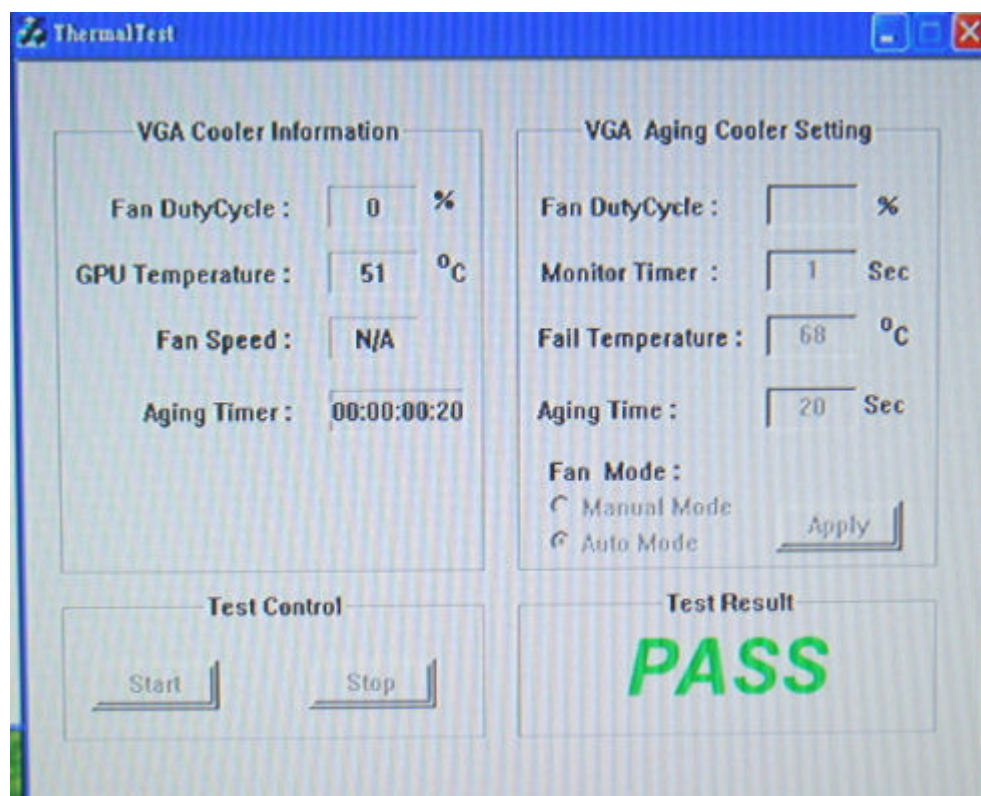 ThermalTest
VGA Cooler Information
Fan DutyCycle : 0 %
GPU Temperature : 51 °C
Fan Speed : N/A
Aging Timer : 00:00:00:20
VGA Aging Cooler Setting
Fan DutyCycle : %
Monitor Timer : 1 Sec
Fail Temperature : 68 °C
Aging Time : 20 Sec
Fan Mode :
Manual Mode
Auto Mode
Apply
Test Control
Start Stop
Test Result
PASS